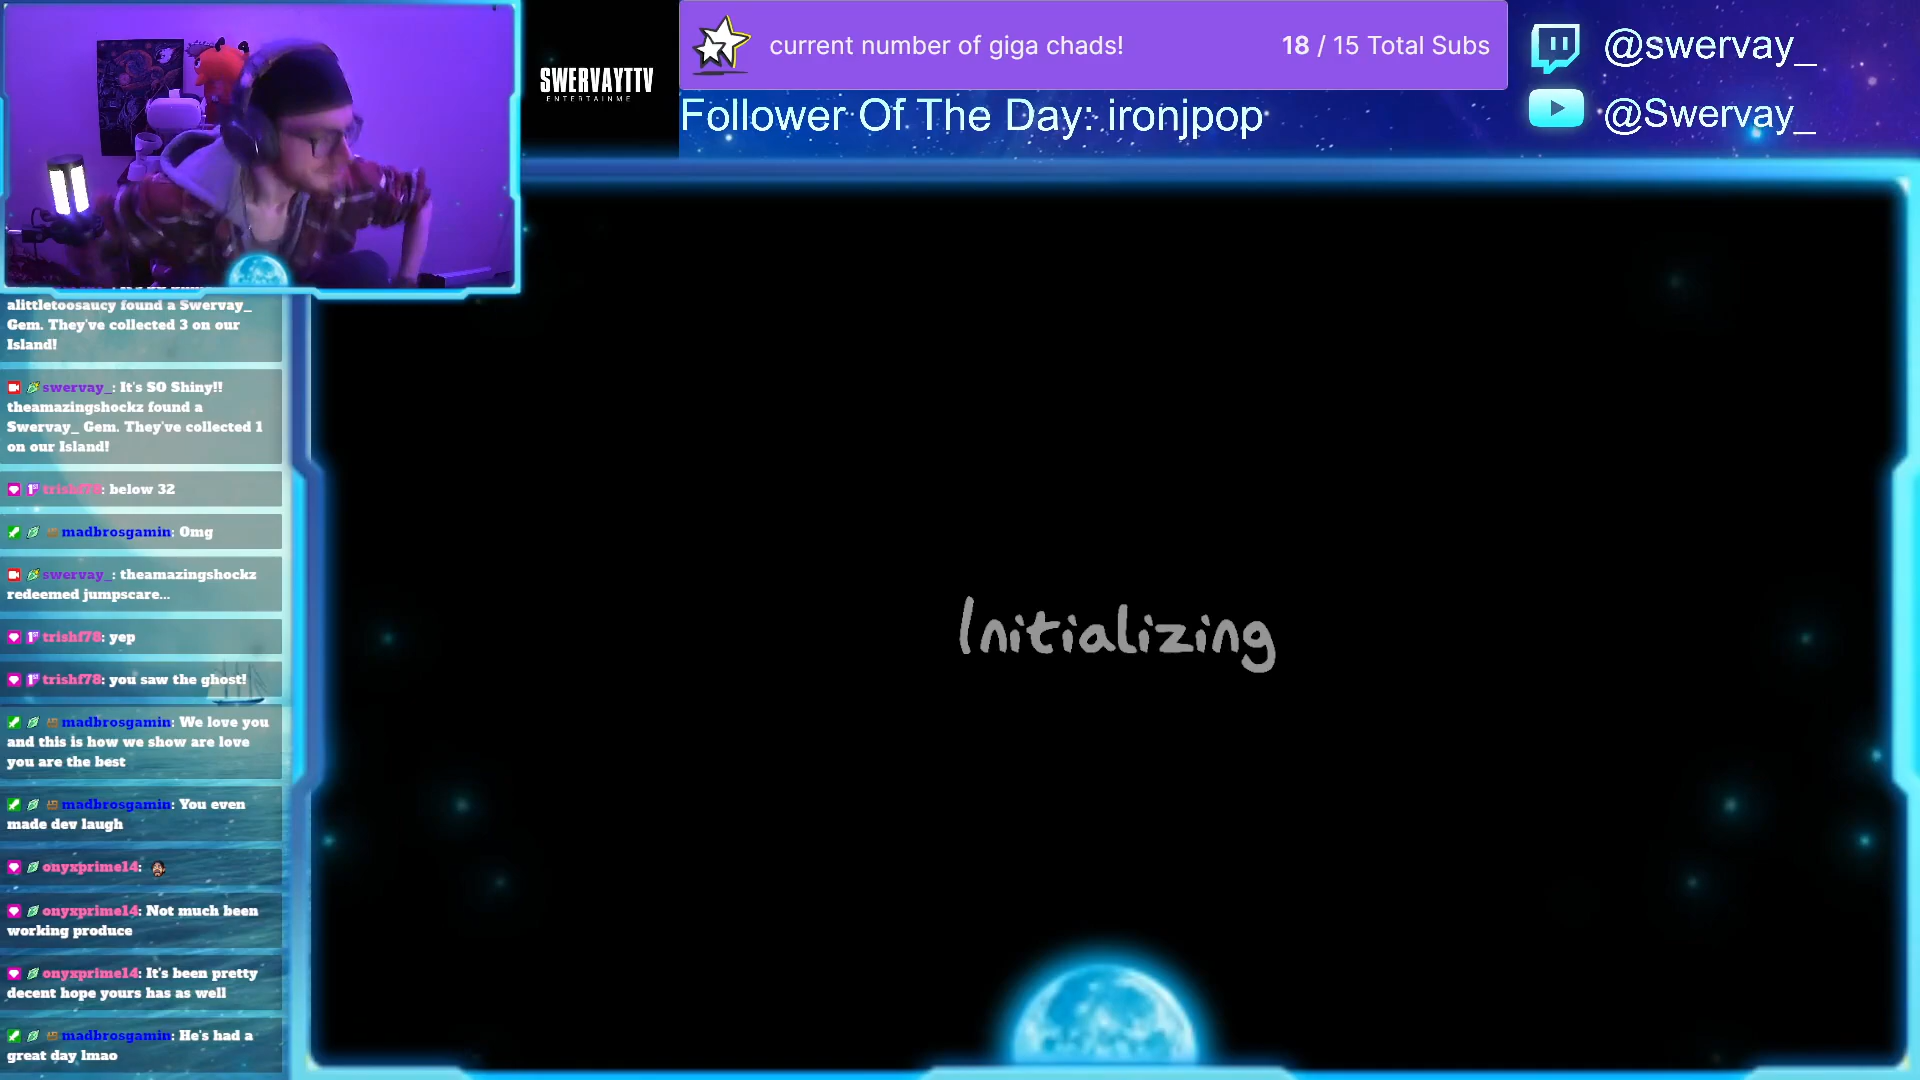 current number of giga chads!
18 / 15 Total Subs
@swervay_
SWERVAYTTV
ENTERTAINME
Follower Of The Day: ironjpop
@Swervay_
alittletoosaucy found a Swervay_
Gem. They've collected 3 on our
Island!
swervay_: It's SO Shiny!!
theamazingshockz found a
Swervay_ Gem. They've collected 1
on our Island!
trishf78: below 32
madbrosgamin: Omg
swervay_: theamazingshockz
redeemed jumpscare...
trishf78: yep
trishf78: you saw the ghost!
madbrosgamin: We love you
and this is how we show are love
you are the best
madbrosgamin: You even
made dev laugh
onyxprime14:
onyxprime14: Not much been
working produce
onyxprime14: It's been pretty
decent hope yours has as well
madbrosgamin: He's had a
great day lmao
Initializing